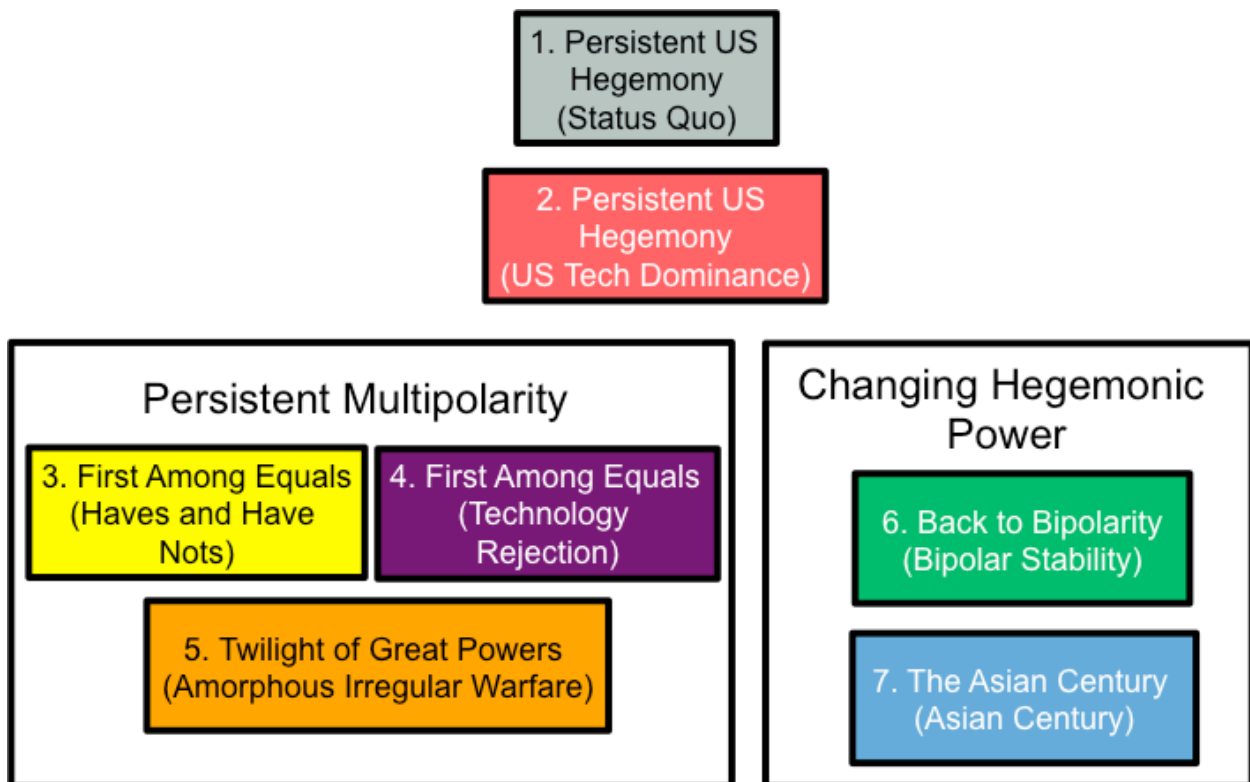 1. Persistent US
Hegemony
(Status Quo)
2. Persistent US
Hegemony
(US Tech Dominance)
Persistent Multipolarity
3. First Among Equals
(Haves and Have
Nots)
4. First Among Equals
(Technology
Rejection)
5. Twilight of Great Powers
(Amorphous Irregular Warfare)
Changing Hegemonic
Power
6. Back to Bipolarity
(Bipolar Stability)
7. The Asian Century
(Asian Century)